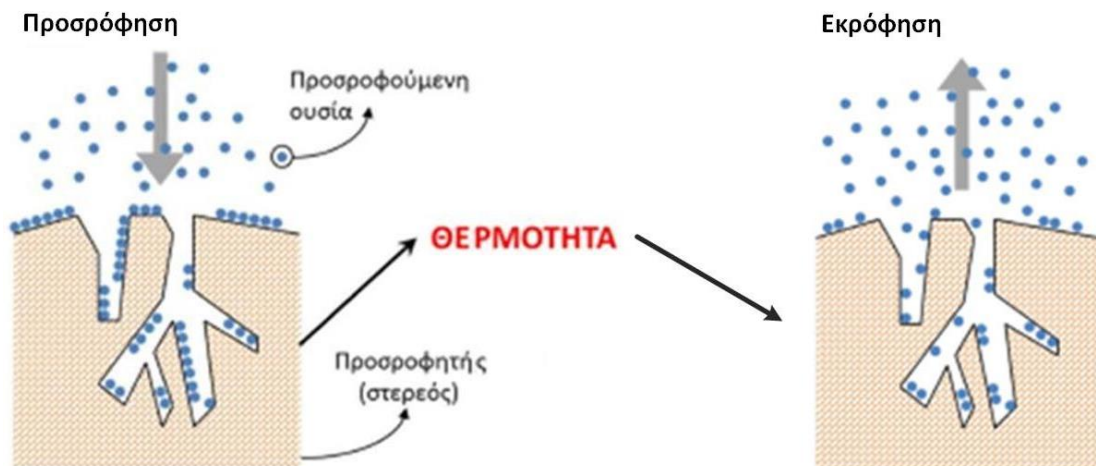 Προσρόφηση
Εκρόφηση
Προσροφούμενη
ουσία
ΘΕΡΜΟΤΗΤΑ
Προσροφητής
(στερεός)